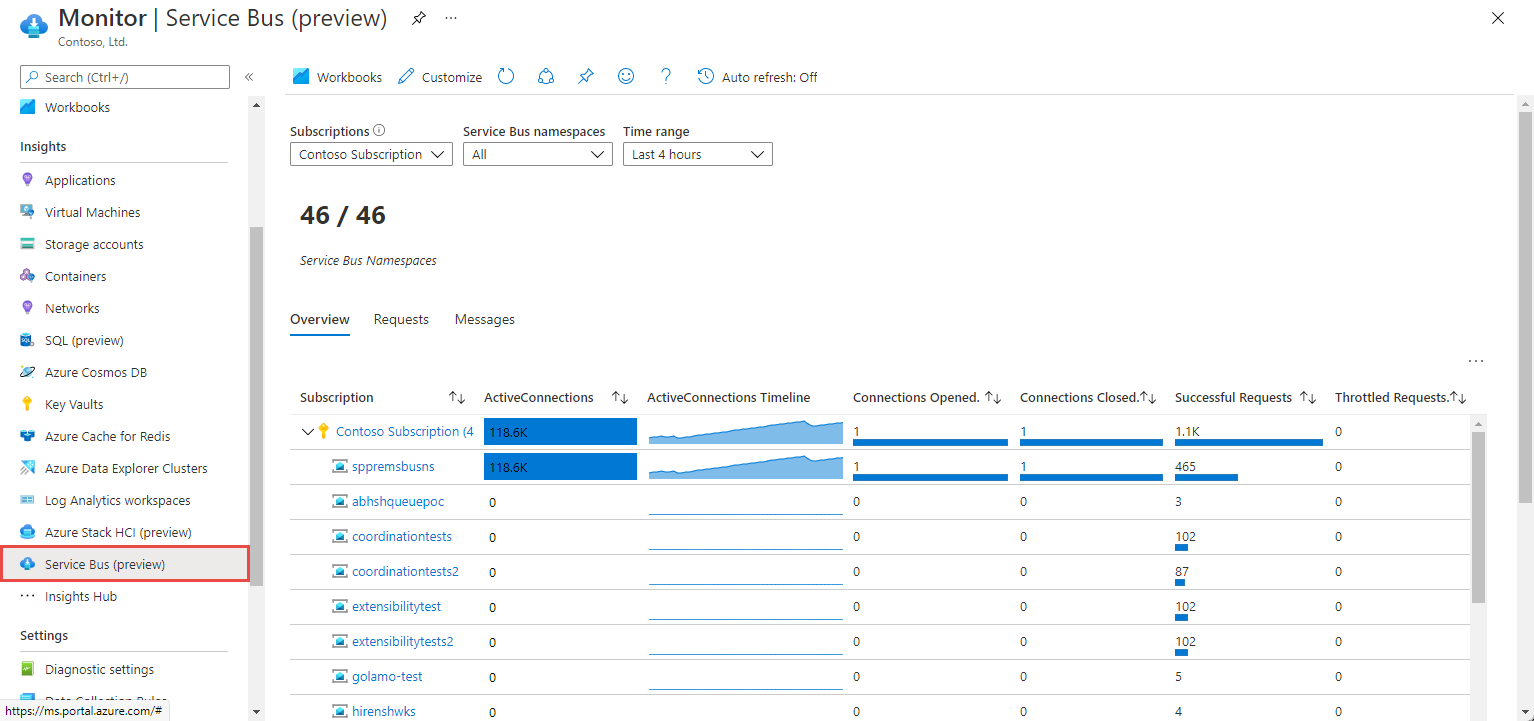 Monitor | Service Bus (preview)
Contoso, Ltd.
Search (Ctrl+/)
Workbooks
Insights
Applications
Virtual Machines
Storage accounts
Containers
Networks
SQL (preview)
Azure Cosmos DB
Key Vaults
Azure Cache for Redis
Azure Data Explorer Clusters
Log Analytics workspaces
Azure Stack HCI (preview)
Service Bus (preview)
Insights Hub
Settings
Diagnostic settings
Data Collection Rules
https://ms.portal.azure.com/#
Workbooks Customize Auto refresh: Off
Subscriptions Service Bus namespaces Time range
Contoso Subscription All Last 4 hours
46 / 46
Service Bus Namespaces
Overview Requests Messages
Subscription ActiveConnections ActiveConnections Timeline Connections Opened. Connections Closed. Successful Requests Throttled Requests.
Contoso Subscription (4 118.6K 1 1 1.1K 0
sppremsbusns 118.6K 1 1 465 0
abhshqueuepoc 0 0 0 3 0
coordinationtests 0 0 0 102 0
coordinationtests2 0 0 0 87 0
extensibilitytest 0 0 0 102 0
extensibilitytests2 0 0 0 102 0
golamo-test 0 0 0 5 0
hirenshwks 0 0 0 4 0